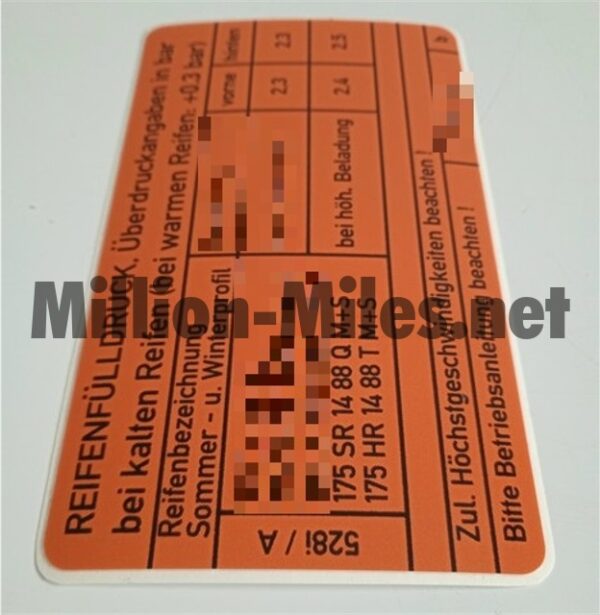 REIFENFÜLLDRUCK, Überdruckangaben in bar
bei kalten Reifen (bei warmen Reifen: +0.3 bar)
Reifenbezeichnung
Sommer - u. Winterprofil
vorne hinten
2,3 2,3
bei höh. Beladung 2,4 2,5
175 SR 14 88 Q M+S
175 HR 14 88 T M+S
528i / A
Zul. Höchstgeschwindigkeiten beachten !
Bitte Betriebsanleitung beachten !
Million-Miles.net